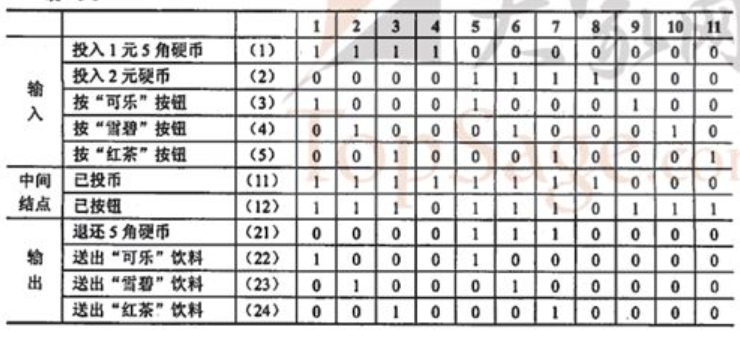 1 2 3 4 5 6 7 8 9 10 11
输入 投入1元5角硬币 (1) 1 1 1 1 0 0 0 0 0 0 0
投入2元硬币 (2) 0 0 0 0 1 1 1 1 0 0 0
按“可乐”按钮 (3) 1 0 0 0 1 0 0 0 1 0 0
按“雪碧”按钮 (4) 0 1 0 0 0 1 0 0 0 1 0
按“红茶”按钮 (5) 0 0 1 0 0 0 1 0 0 0 1
中间结点 已投币 (11) 1 1 1 1 1 1 1 1 0 0 0
已按钮 (12) 1 1 1 0 1 1 1 0 1 1 1
输出 退还5角硬币 (21) 0 0 0 0 1 1 1 0 0 0 0
送出“可乐”饮料 (22) 1 0 0 0 1 0 0 0 0 0 0
送出“雪碧”饮料 (23) 0 1 0 0 0 1 0 0 0 0 0
送出“红茶”饮料 (24) 0 0 1 0 0 0 1 0 0 0 0
TopSage.com